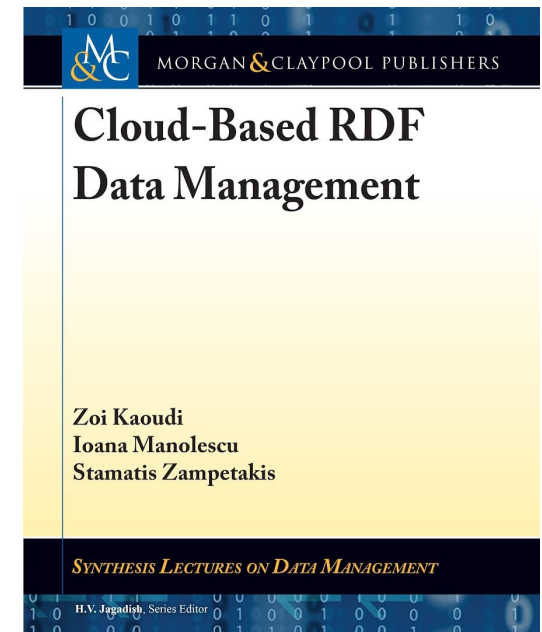 M
&C
MORGAN & CLAYPOOL PUBLISHERS
Cloud-Based RDF
Data Management
Zoi Kaoudi
Ioana Manolescu
Stamatis Zampetakis
SYNTHESIS LECTURES ON DATA MANAGEMENT
H.V. Jagadish, Series Editor